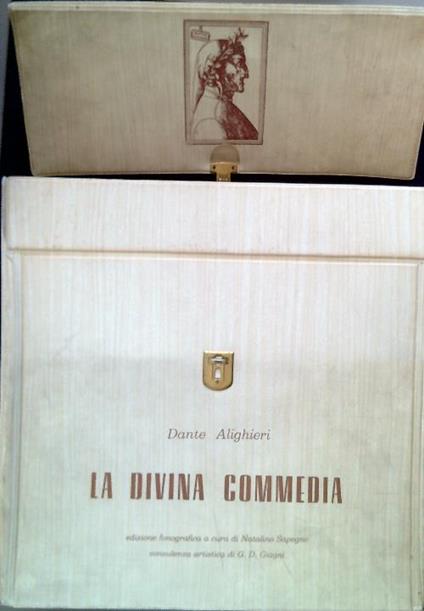 Dante Alighieri
LA DIVINA COMMEDIA
edizione fonografica a cura di Natalino Sapegno
consulenza artistica di G. D. Giagni